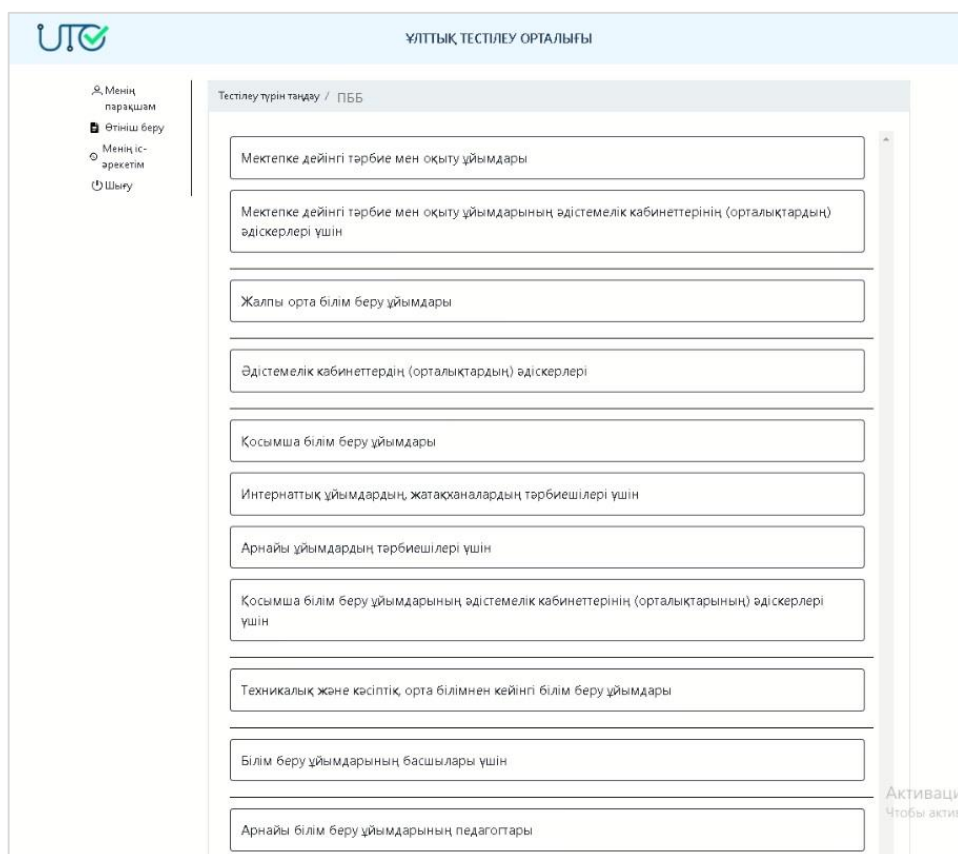 UTO
ҰЛТТЫҚ ТЕСТІЛЕУ ОРТАЛЫҒЫ
Менің
парақшам
Өтініш беру
Менің іс-
әрекетім
Шығу
Тестілеу түрін таңдау / ПББ
Мектепке дейінгі тәрбие мен оқыту ұйымдары
Мектепке дейінгі тәрбие мен оқыту ұйымдарының әдістемелік кабинеттерінің (орталықтардың)
әдіскерлері үшін
Жалпы орта білім беру ұйымдары
Әдістемелік кабинеттердің (орталықтардың) әдіскерлері
Қосымша білім беру ұйымдары
Интернаттық ұйымдардың, жатақханалардың тәрбиешілері үшін
Арнайы ұйымдардың тәрбиешілері үшін
Қосымша білім беру ұйымдарының әдістемелік кабинеттерінің (орталықтарының) әдіскерлері
үшін
Техникалық және кәсіптік, орта білімнен кейінгі білім беру ұйымдары
Білім беру ұйымдарының басшылары үшін
Активаци
Чтобы акти
Арнайы білім беру ұйымдарының педагогтары